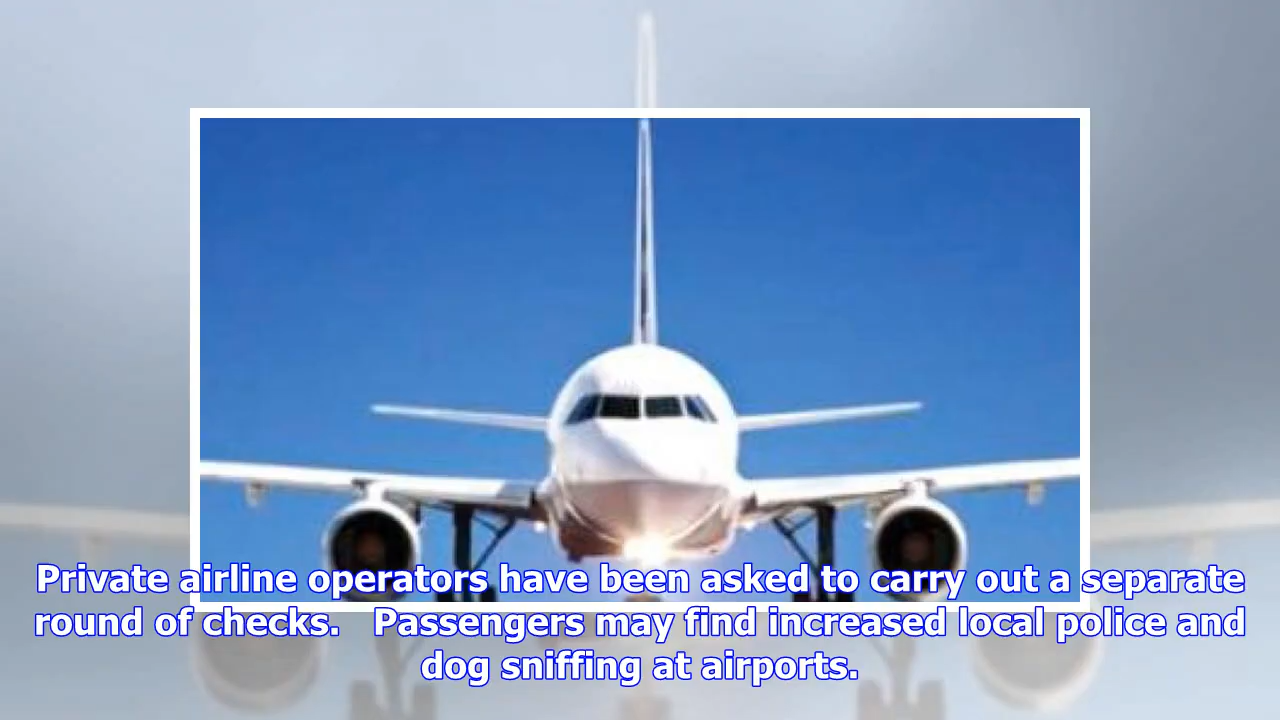 Private airline operators have been asked to carry out a separate
round of checks.   Passengers may find increased local police and
dog sniffing at airports.